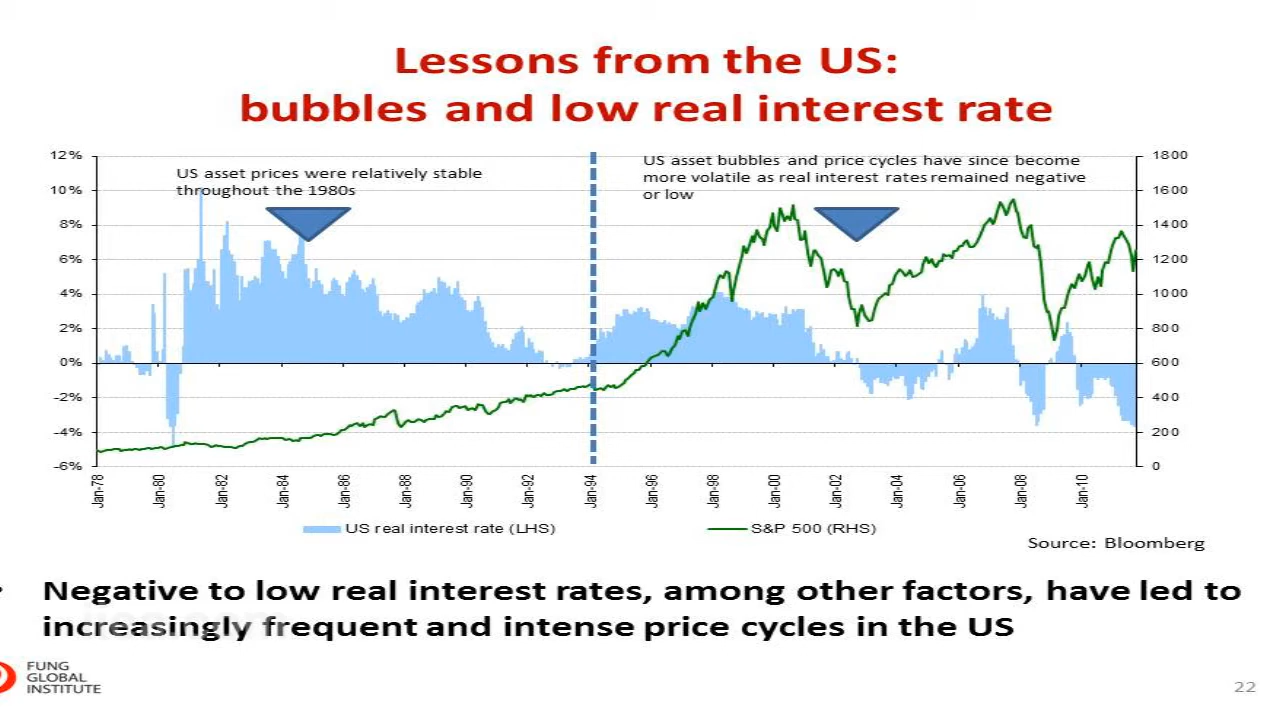 Lessons from the US:
bubbles and low real interest rate
12%
10%
8%
6%
4%
2%
0%
-2%
-4%
-6%
US asset prices were relatively stable
throughout the 1980s
US asset bubbles and price cycles have since become
more volatile as real interest rates remained negative
or low
1800
1600
1400
1200
1000
800
600
400
200
0
Jan-78
Jan-80
Jan-82
Jan-84
Jan-86
Jan-88
Jan-90
Jan-92
Jan-94
Jan-96
Jan-98
Jan-00
Jan-02
Jan-04
Jan-06
Jan-08
Jan-10
US real interest rate (LHS)
S&P 500 (RHS)
Source: Bloomberg
• Negative to low real interest rates, among other factors, have led to
increasingly frequent and intense price cycles in the US
FUNG
GLOBAL
INSTITUTE
22